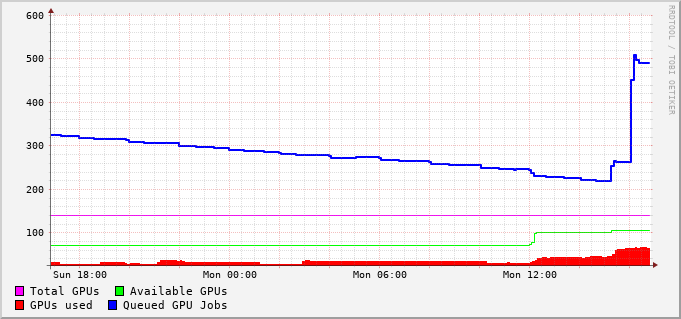 600
500
400
300
200
100
Sun 18:00 Mon 00:00 Mon 06:00 Mon 12:00
Total GPUs Available GPUs
GPUs used Queued GPU Jobs
RRDTOOL / TOBI OETIKER